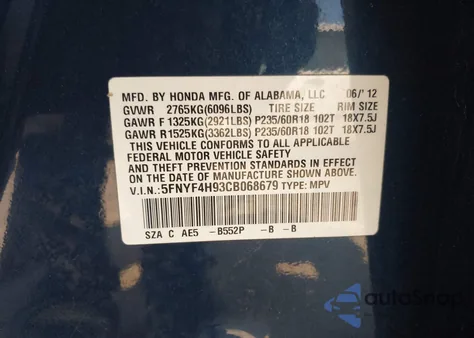 MFD. BY HONDA MFG. OF ALABAMA, LLC 06/'12
GVWR 2765KG(6096LBS) TIRE SIZE RIM SIZE
GAWR F 1325KG(2921LBS) P235/60R18 102T 18X7.5J
GAWR R1525KG(3362LBS) P235/60R18 102T 18X7.5J
THIS VEHICLE CONFORMS TO ALL APPLICABLE
FEDERAL MOTOR VEHICLE SAFETY
AND THEFT PREVENTION STANDARDS IN EFFECT
ON THE DATE OF MANUFACTURE SHOWN ABOVE.
V.I.N.: 5FNYF4H93CB068679 TYPE: MPV
SZA C AE5 -B552P -B -B
autoSnap